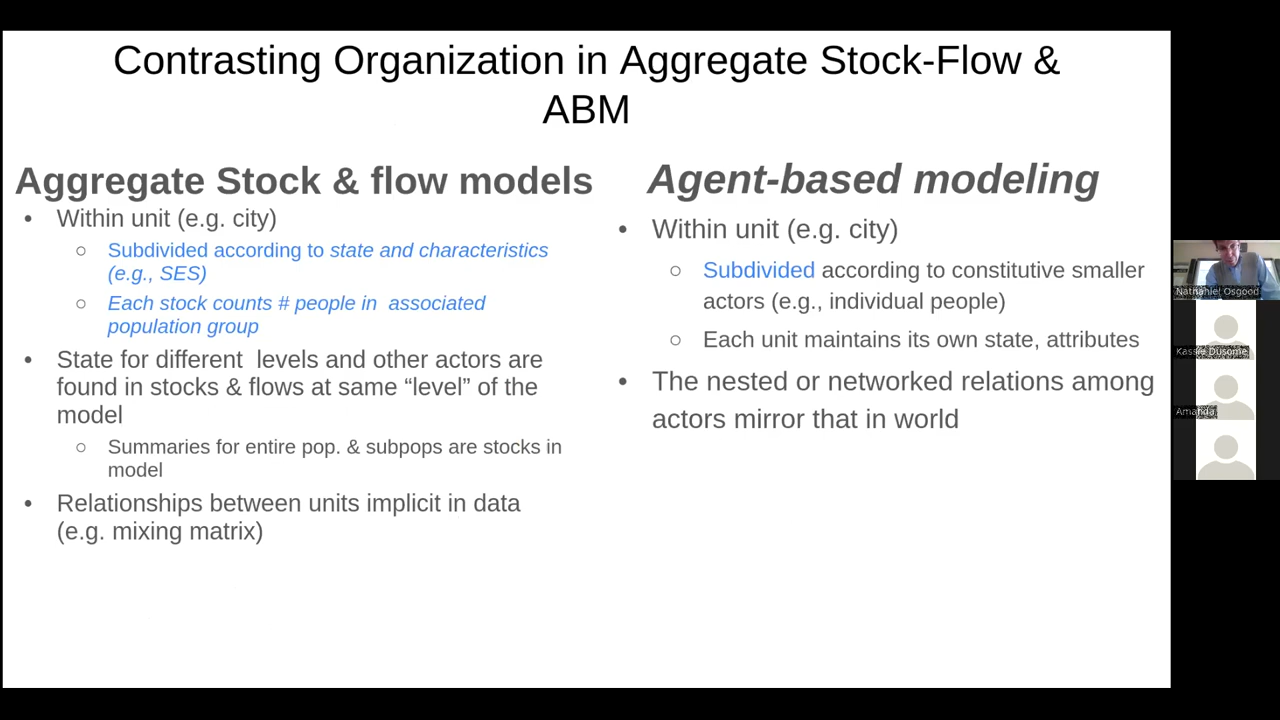 Contrasting Organization in Aggregate Stock-Flow &
ABM
Aggregate Stock & flow models
• Within unit (e.g. city)
○ Subdivided according to state and characteristics
(e.g., SES)
○ Each stock counts # people in associated
population group
• State for different levels and other actors are
found in stocks & flows at same “level” of the
model
○ Summaries for entire pop. & subpops are stocks in
model
• Relationships between units implicit in data
(e.g. mixing matrix)
Agent-based modeling
• Within unit (e.g. city)
○ Subdivided according to constitutive smaller
actors (e.g., individual people)
○ Each unit maintains its own state, attributes
• The nested or networked relations among
actors mirror that in world
Nathaniel Osgood
Kassie Dusome
Amanda